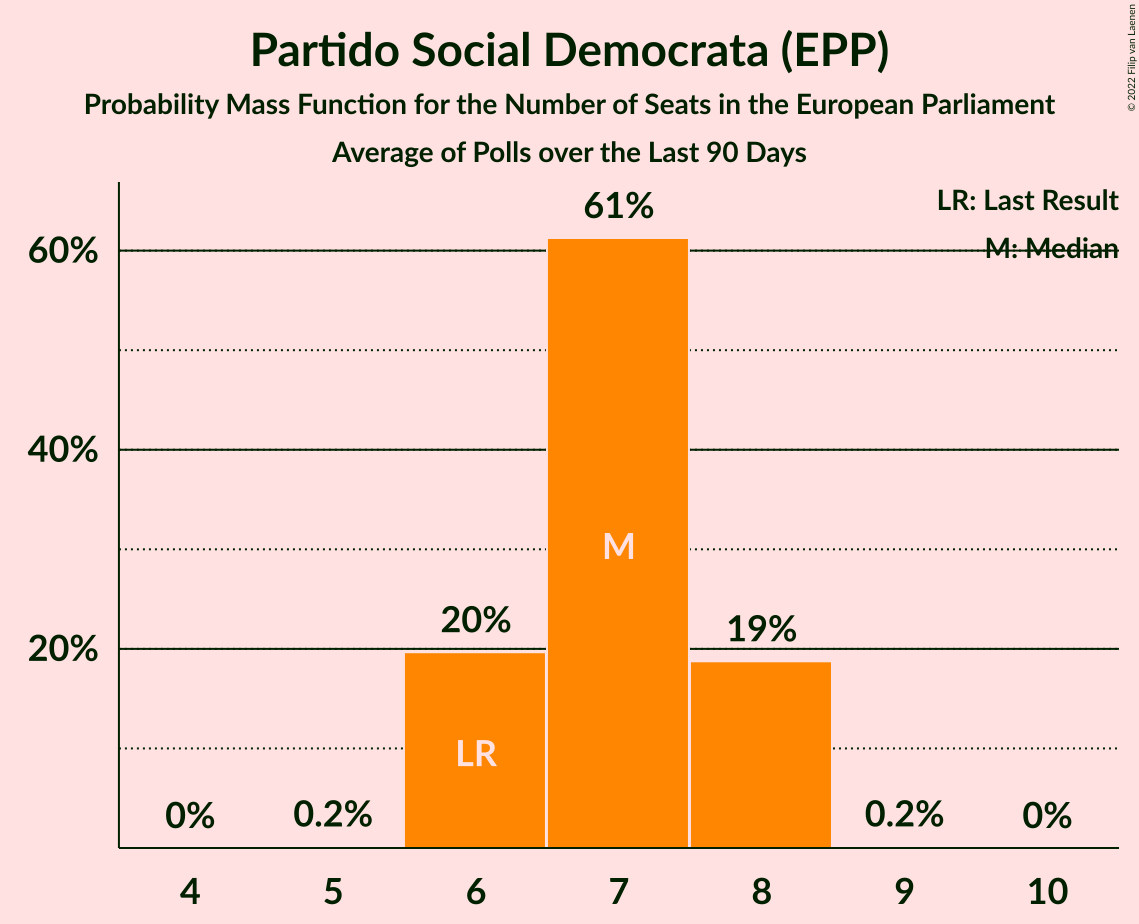 Partido Social Democrata (EPP)
Probability Mass Function for the Number of Seats in the European Parliament
Average of Polls over the Last 90 Days
© 2022 Filip van Laenen
LR: Last Result
M: Median
61%
60%
40%
M
20%
19%
20%
LR
0%
0.2%
0.2%
0%
4 5 6 7 8 9 10